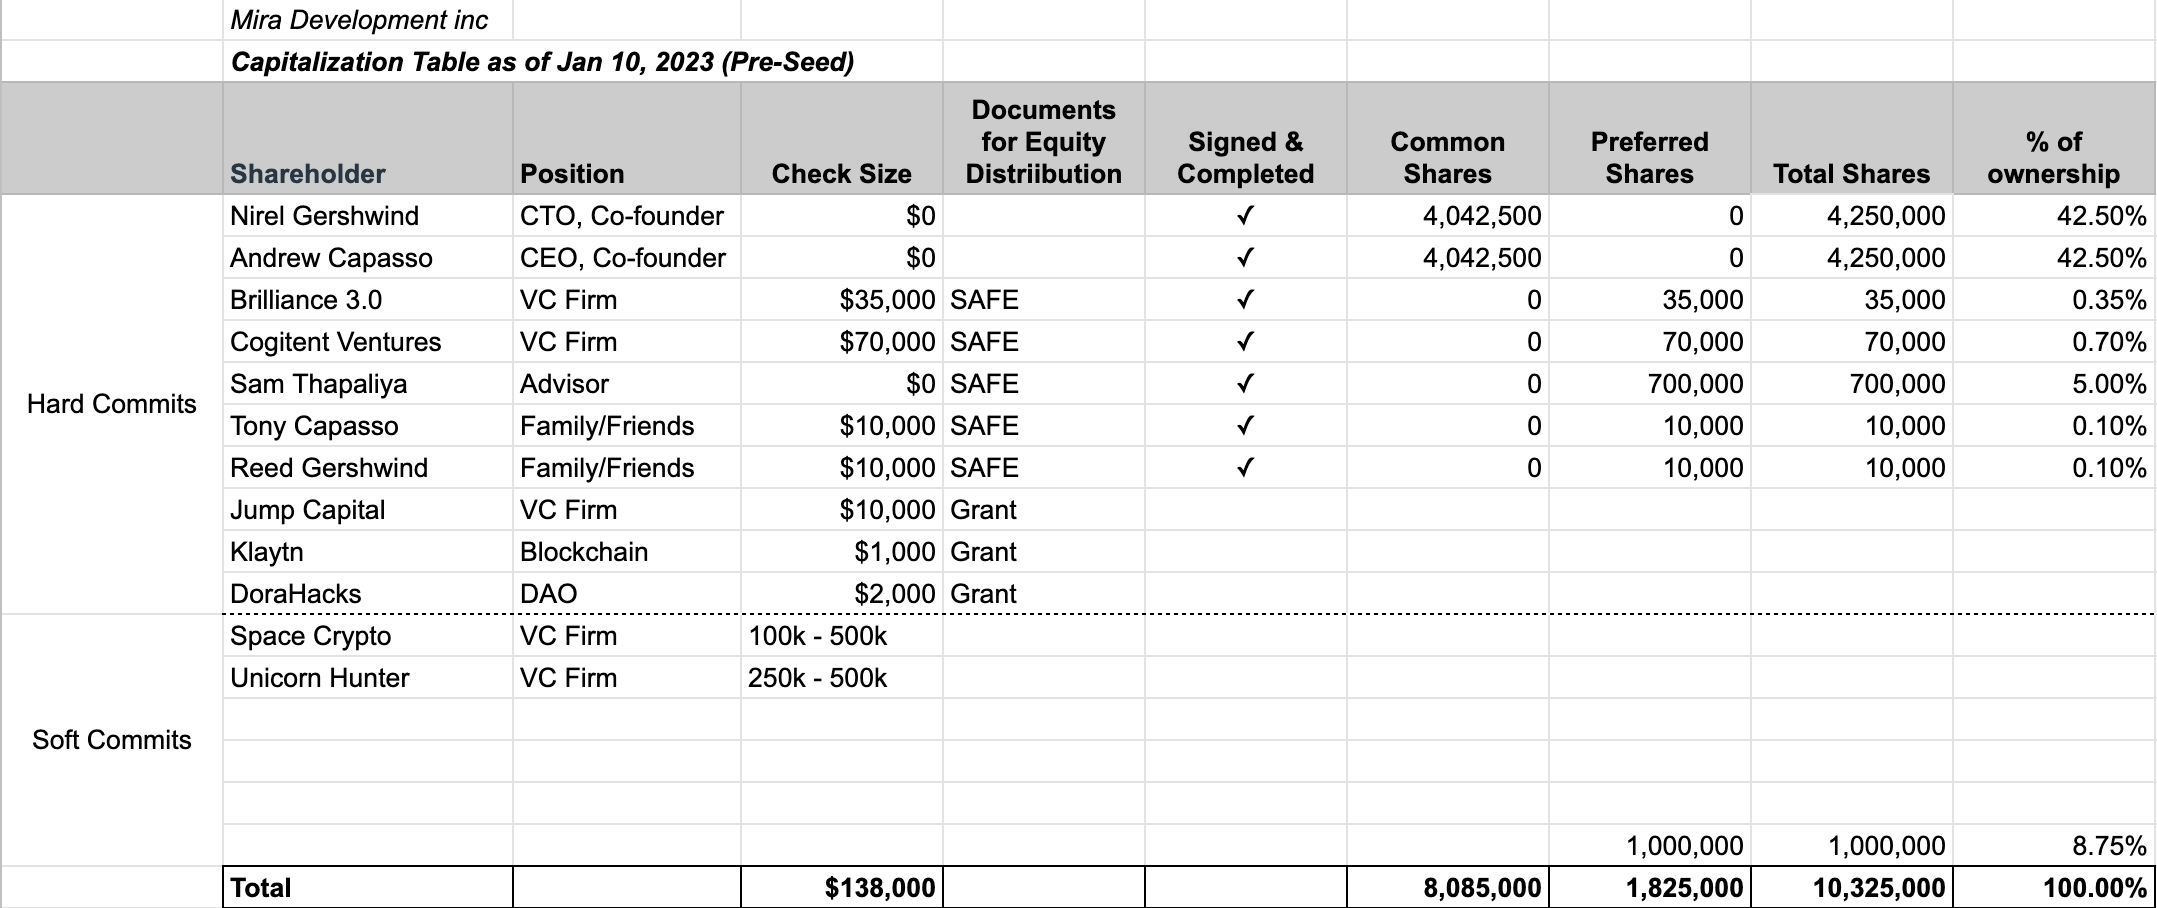 Mira Development inc
Capitalization Table as of Jan 10, 2023 (Pre-Seed)
Shareholder Position Check Size Documents for Equity Distriibution Signed & Completed Common Shares Preferred Shares Total Shares % of ownership
Hard Commits
Nirel Gershwind CTO, Co-founder $0 ✓ 4,042,500 0 4,250,000 42.50%
Andrew Capasso CEO, Co-founder $0 ✓ 4,042,500 0 4,250,000 42.50%
Brilliance 3.0 VC Firm $35,000 SAFE ✓ 0 35,000 35,000 0.35%
Cogitent Ventures VC Firm $70,000 SAFE ✓ 0 70,000 70,000 0.70%
Sam Thapaliya Advisor $0 SAFE ✓ 0 700,000 700,000 5.00%
Tony Capasso Family/Friends $10,000 SAFE ✓ 0 10,000 10,000 0.10%
Reed Gershwind Family/Friends $10,000 SAFE ✓ 0 10,000 10,000 0.10%
Jump Capital VC Firm $10,000 Grant
Klaytn Blockchain $1,000 Grant
DoraHacks DAO $2,000 Grant
Soft Commits
Space Crypto VC Firm 100k - 500k
Unicorn Hunter VC Firm 250k - 500k
1,000,000 1,000,000 8.75%
Total $138,000 8,085,000 1,825,000 10,325,000 100.00%